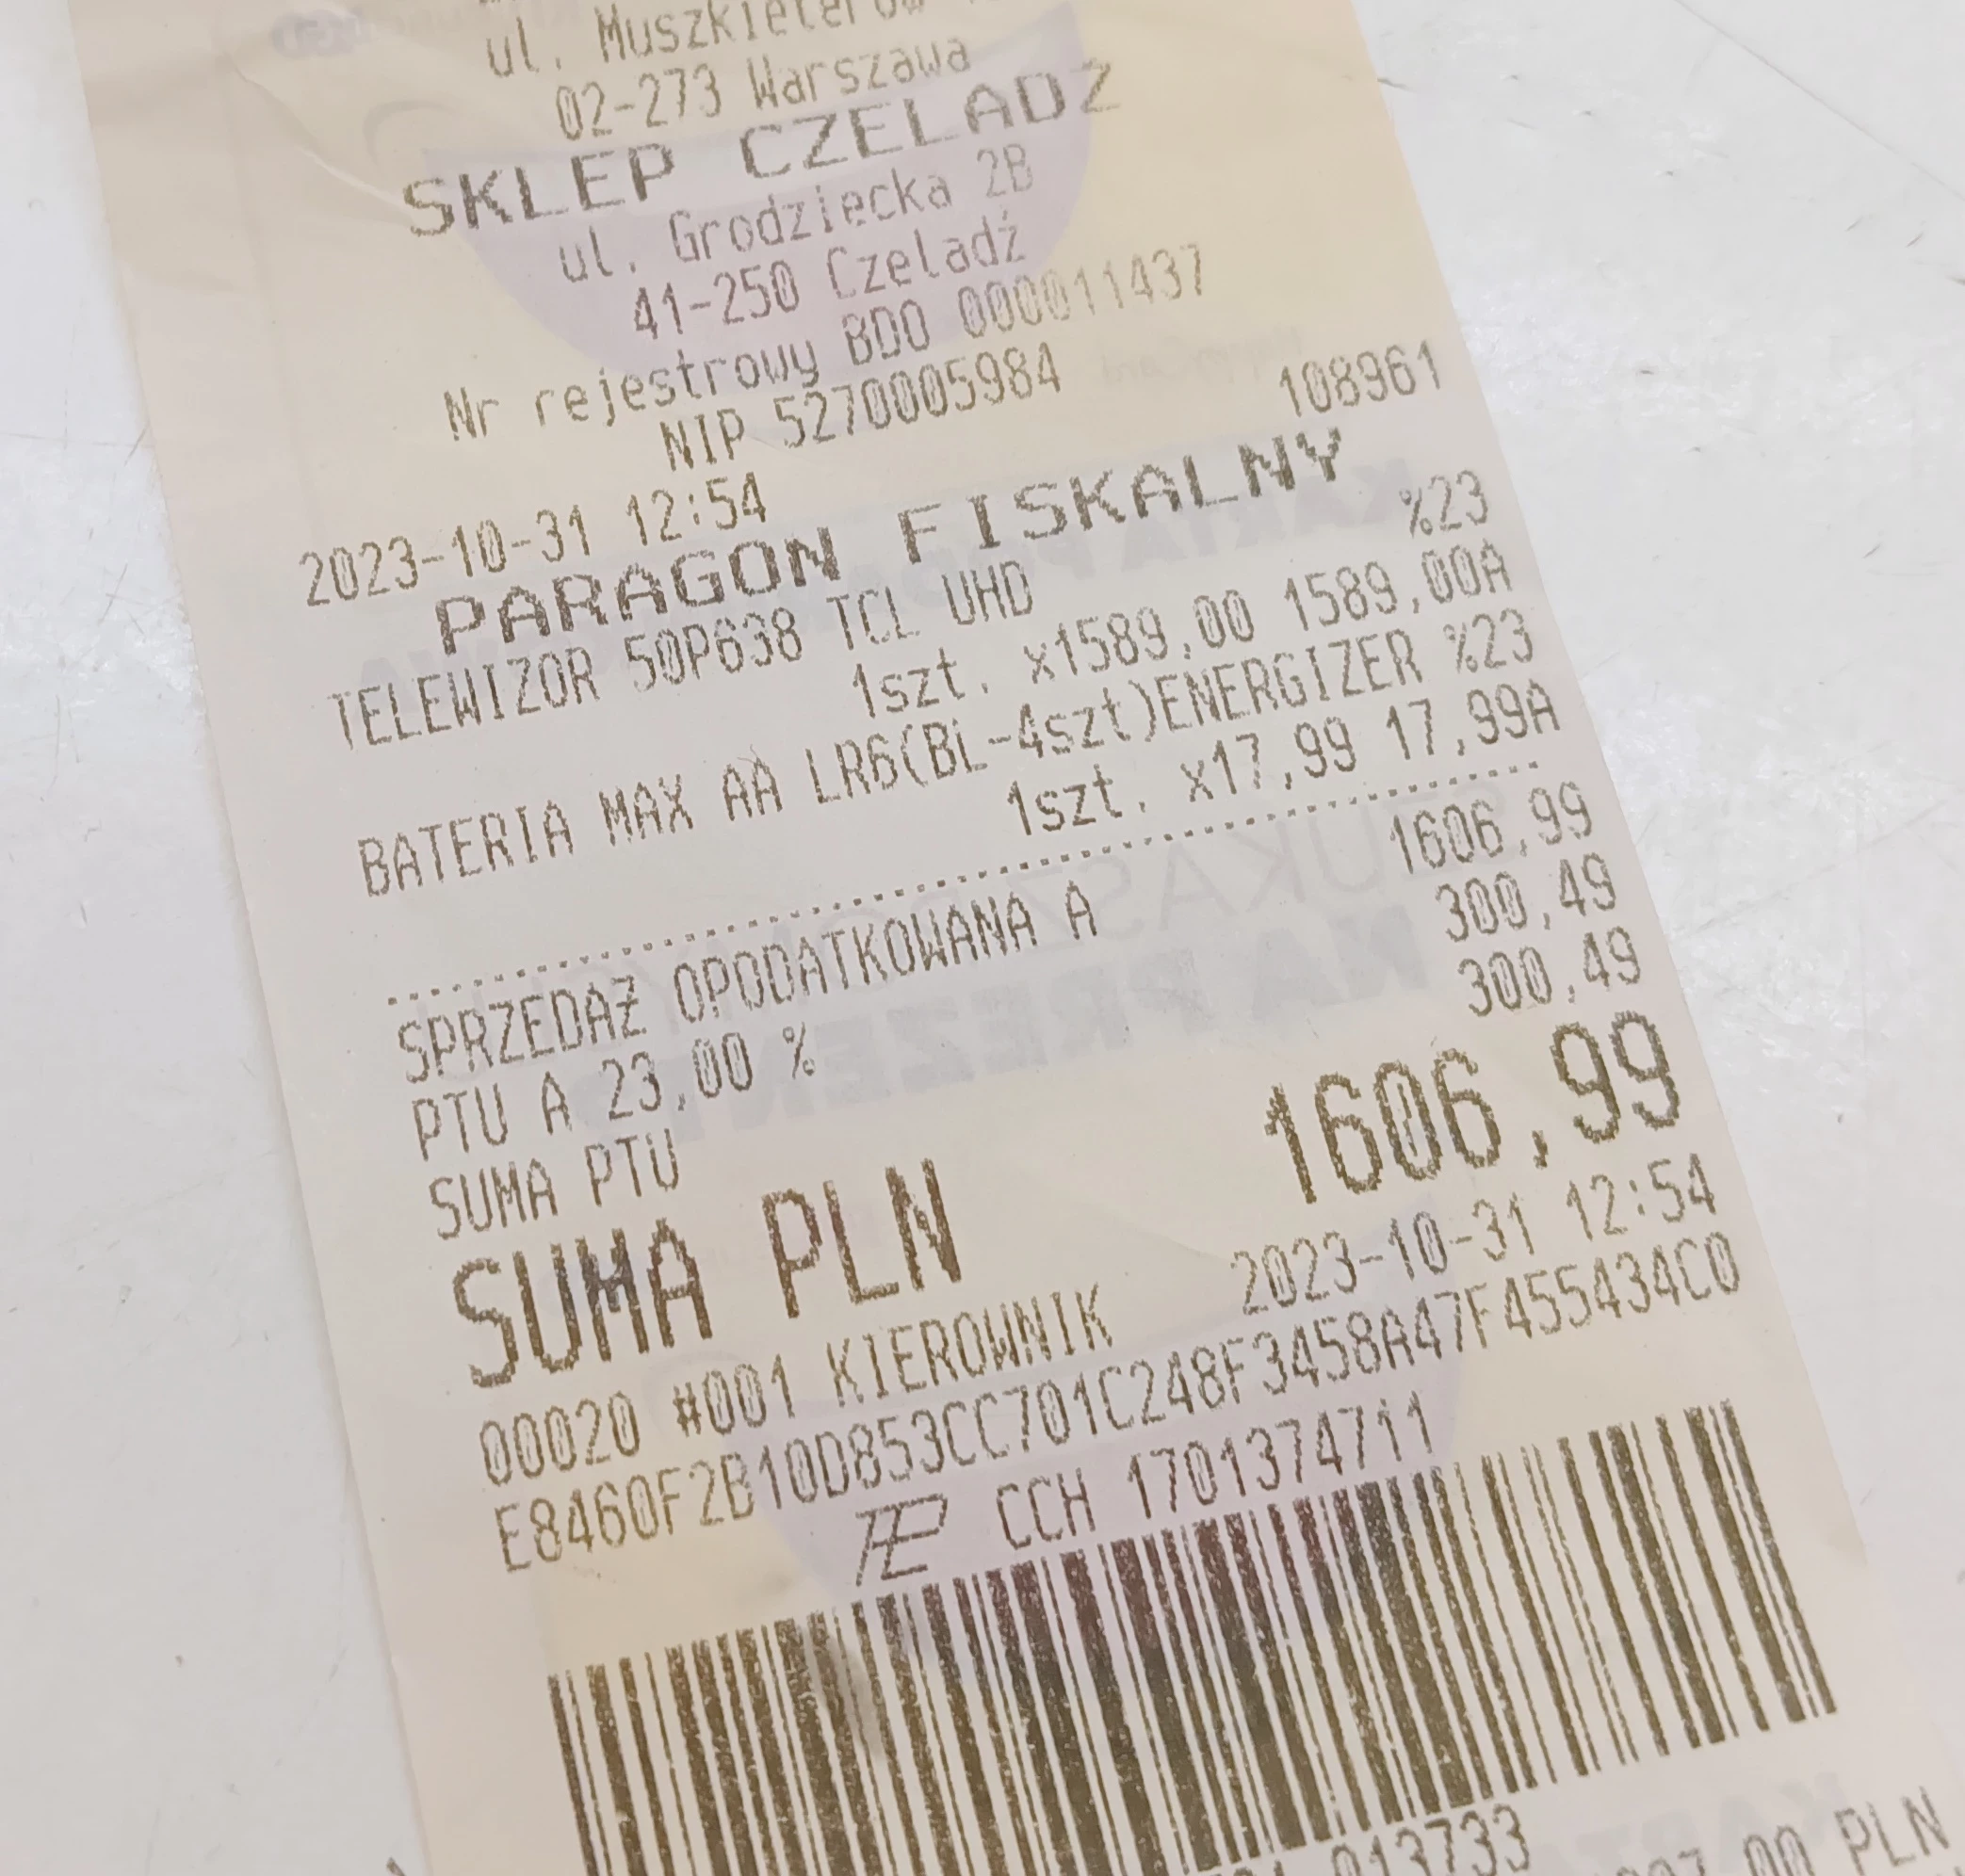 ul. Muszkieterów
02-273 Warszawa
SKLEP CZELADZ
ul. Grodziecka 2B
41-250 Czeladź
Nr rejestrowy BDO 000011437
NIP 5270005984
2023-10-31 12:54 108961
PARAGON FISKALNY
TELEWIZOR 50P638 TCL UHD %23
1szt. x1589,00 1589,00A
BATERIA MAX AA LR6(BL-4szt)ENERGIZER %23
1szt. x17,99 17,99A
SPRZEDAŻ OPODATKOWANA A 1606,99
PTU A 23,00 % 300,49
SUMA PTU 300,49
SUMA PLN 1606,99
00020 #001 KIEROWNIK 2023-10-31 12:54
E8460F2B10D853CC701C248F3458A47F455434C0
CCH 1701374711
013733
00 PLN